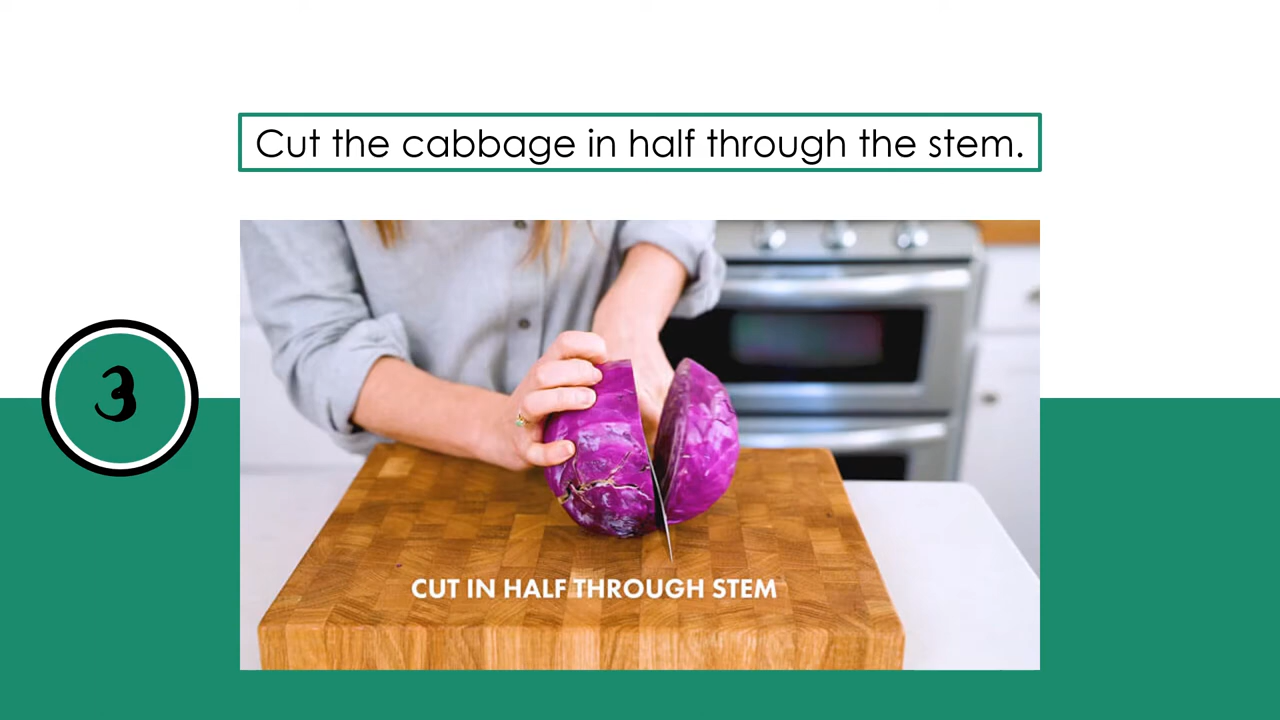 Cut the cabbage in half through the stem.
3
CUT IN HALF THROUGH STEM